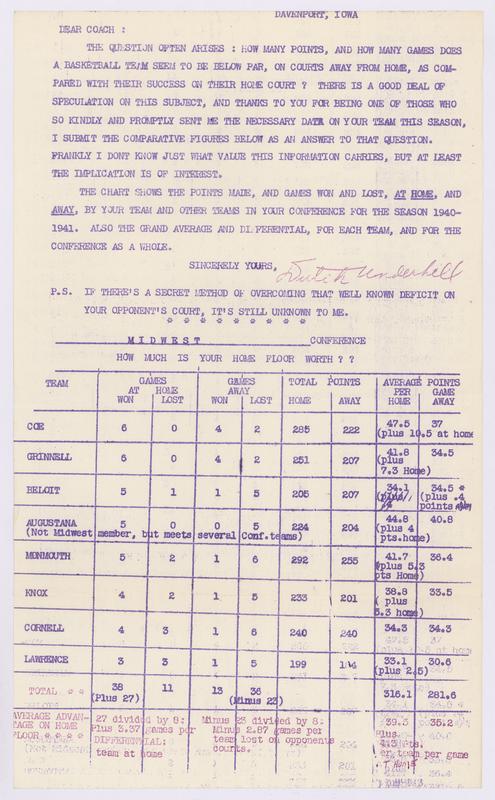 DAVENPORT, IOWA
DEAR COACH :
THE QUESTION OFTEN ARISES : HOW MANY POINTS, AND HOW MANY GAMES DOES
A BASKETBALL TEAM SEEM TO BE BELOW PAR, ON COURTS AWAY FROM HOME, AS COM-
PARED WITH THEIR SUCCESS ON THEIR HOME COURT ? THERE IS A GOOD DEAL OF
SPECULATION ON THIS SUBJECT, AND THANKS TO YOU FOR BEING ONE OF THOSE WHO
SO KINDLY AND PROMPTLY SENT ME THE NECESSARY DATA ON YOUR TEAM THIS SEASON,
I SUBMIT THE COMPARATIVE FIGURES BELOW AS AN ANSWER TO THAT QUESTION.
FRANKLY I DONT KNOW JUST WHAT VALUE THIS INFORMATION CARRIES, BUT AT LEAST
THE IMPLICATION IS OF INTEREST.
THE CHART SHOWS THE POINTS MADE, AND GAMES WON AND LOST, AT HOME, AND
AWAY, BY YOUR TEAM AND OTHER TEAMS IN YOUR CONFERENCE FOR THE SEASON 1940-
1941. ALSO THE GRAND AVERAGE AND DIFERENTIAL, FOR EACH TEAM, AND FOR THE
CONFERENCE AS A WHOLE.
SINCERELY YOURS, Dutch Underhill
P.S. IF THERE'S A SECRET METHOD OF OVERCOMING THAT WELL KNOWN DEFICIT ON
YOUR OPPONENT'S COURT, IT'S STILL UNKNOWN TO ME.
* * * * * * * * *
MIDWEST CONFERENCE
HOW MUCH IS YOUR HOME FLOOR WORTH ? ?
TEAM GAMES GAMES TOTAL POINTS AVERAGE POINTS
AT HOME AWAY PER GAME
WON LOST WON LOST HOME AWAY HOME AWAY
COE 6 0 4 2 285 222 47.5 37
(plus 10.5 at home
GRINNELL 6 0 4 2 251 207 41.8 34.5
(plus
7.3 Home)
BELOIT 5 1 1 5 205 207 34.1 34.5 *
(plus .4
points
AUGUSTANA 5 0 0 5 224 204 44.8 40.8
(Not Midwest member, but meets several Conf.teams) (plus 4
pts.home)
MONMOUTH 5 2 1 6 292 255 41.7 36.4
(plus 5.3
pts Home)
KNOX 4 2 1 5 233 201 38.8 33.5
( plus
5.3 home)
CORNELL 4 3 1 6 240 240 34.3 34.3
LAWRENCE 3 3 1 5 199 33.1 30.6
(plus 2.5)
TOTAL * * 38 11 13 36 316.1 281.6
(Plus 27) (Minus 23)
AVERAGE ADVAN-
TAGE ON HOME
FLOOR * * * *
27 divided by 8:
Plus 3.37 games per
DIFFERENTIAL:
team at home
Minus 23 divided by 8:
Minus 2.87 games per
team lost on opponents
courts.
39.5 35.2
Plus
pts.
per team per game
AT HOME